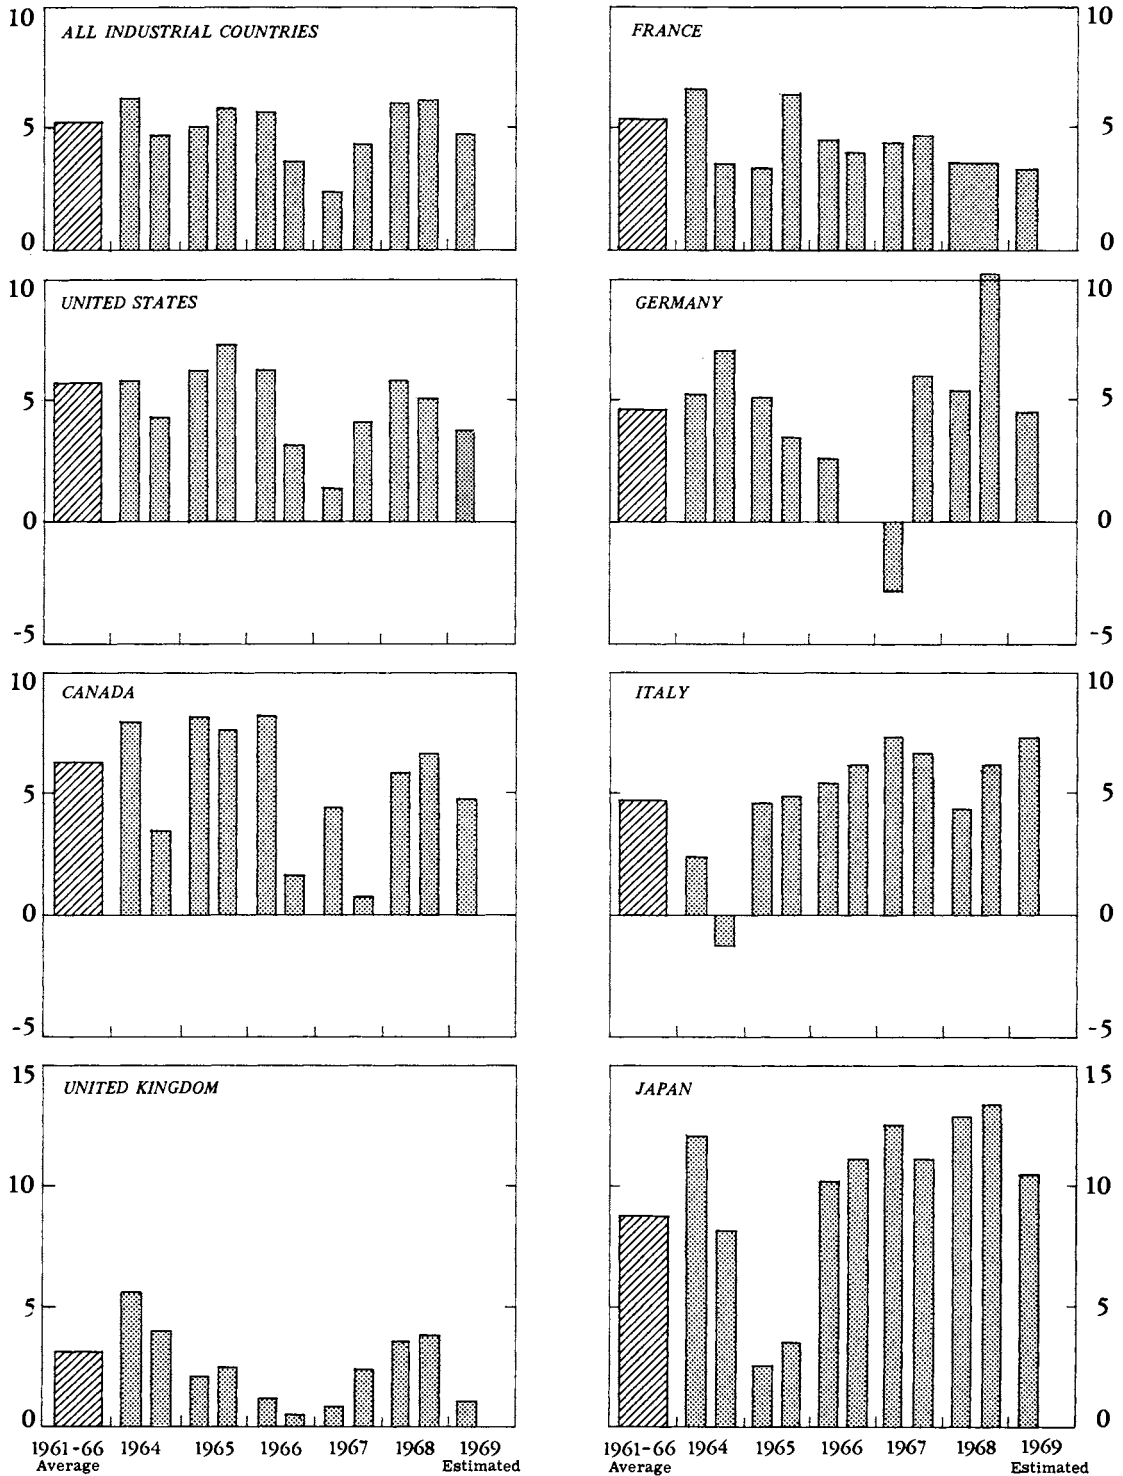 10
ALL INDUSTRIAL COUNTRIES
5
0
FRANCE
10
5
0
10
UNITED STATES
5
0
-5
GERMANY
10
5
0
-5
10
CANADA
5
0
-5
ITALY
10
5
0
-5
15
UNITED KINGDOM
10
5
0
JAPAN
15
10
5
0
1961-66 1964 1965 1966 1967 1968 1969
Average Estimated
1961-66 1964 1965 1966 1967 1968 1969
Average Estimated